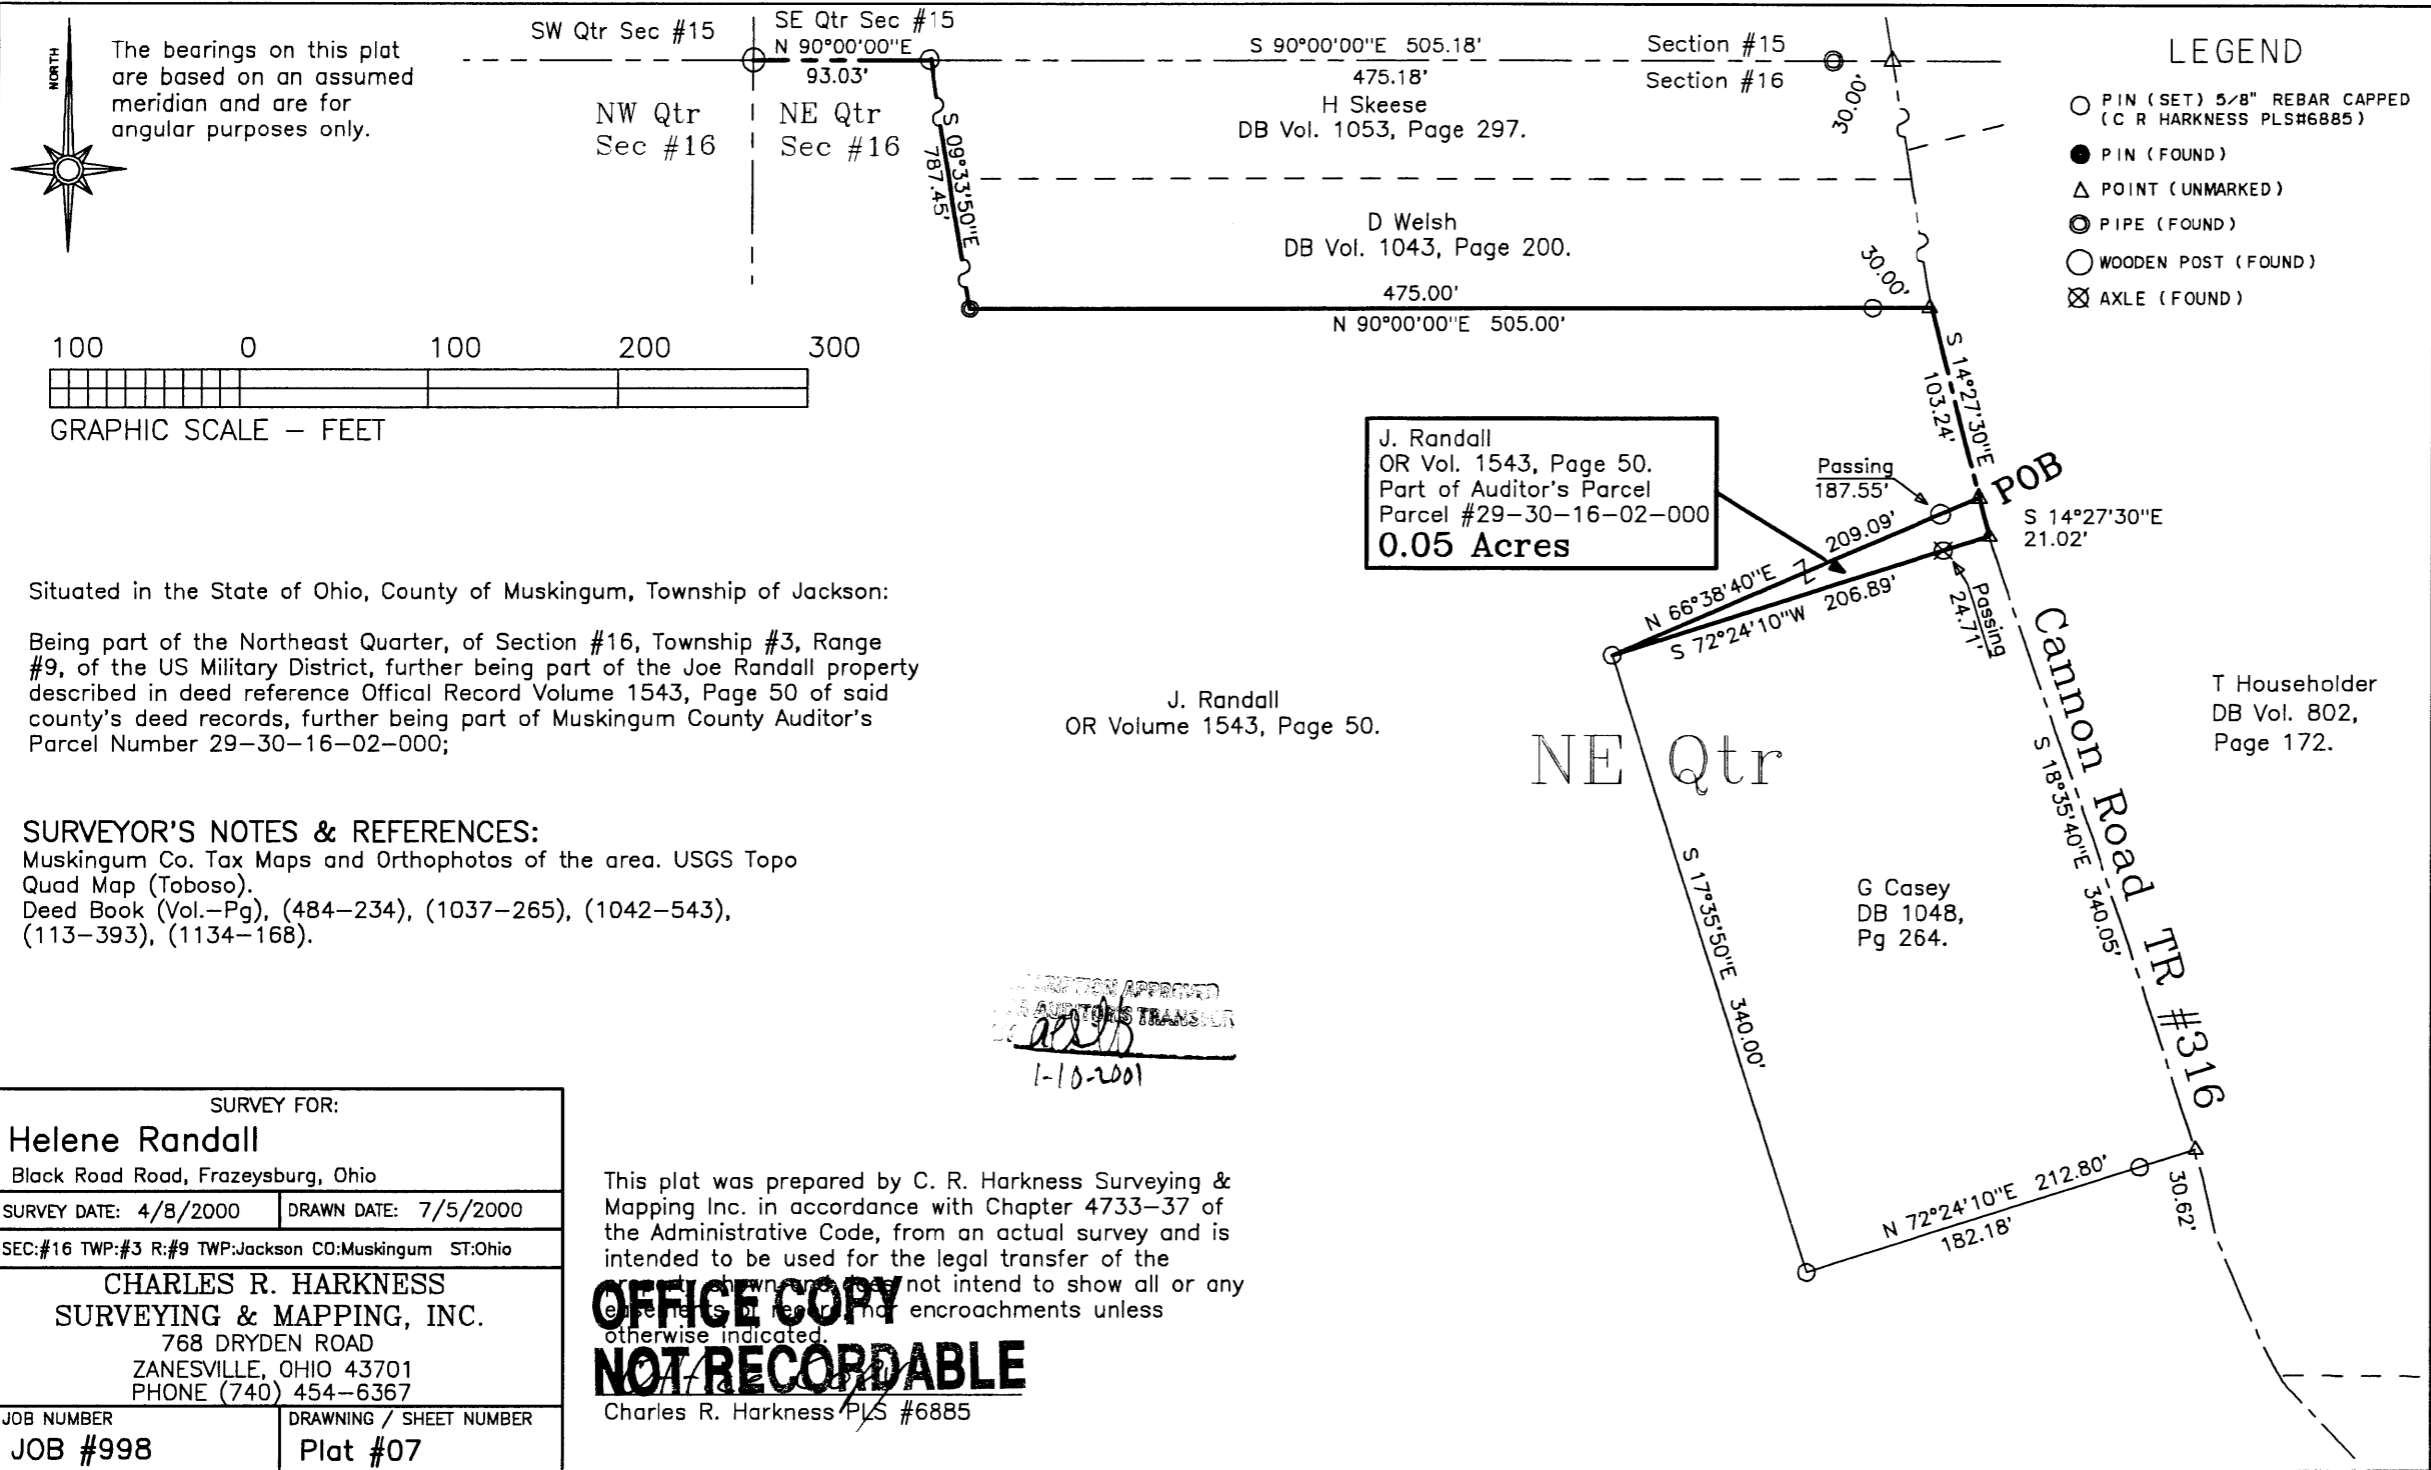 NORTH
The bearings on this plat
are based on an assumed
meridian and are for
angular purposes only.
SW Qtr Sec #15
SE Qtr Sec #15
N 90°00'00"E
93.03'
NW Qtr
Sec #16
NE Qtr
Sec #16
S 09°33'50"E
787.45'
S 90°00'00"E 505.18'
475.18'
Section #15
Section #16
H Skeese
DB Vol. 1053, Page 297.
30.00'
D Welsh
DB Vol. 1043, Page 200.
30.00'
475.00'
N 90°00'00"E 505.00'
LEGEND
PIN (SET) 5/8" REBAR CAPPED
(C R HARKNESS PLS#6885)
PIN (FOUND)
POINT (UNMARKED)
PIPE (FOUND)
WOODEN POST (FOUND)
AXLE (FOUND)
100 0 100 200 300
GRAPHIC SCALE – FEET
S 14°27'30"E
103.24'
J. Randall
OR Vol. 1543, Page 50.
Part of Auditor's Parcel
Parcel #29–30–16–02–000
0.05 Acres
Passing
187.55'
POB
S 14°27'30"E
21.02'
N 66°38'40"E 209.09'
S 72°24'10"W 206.89'
Passing
24.71'
Situated in the State of Ohio, County of Muskingum, Township of Jackson:
Being part of the Northeast Quarter, of Section #16, Township #3, Range
#9, of the US Military District, further being part of the Joe Randall property
described in deed reference Offical Record Volume 1543, Page 50 of said
county's deed records, further being part of Muskingum County Auditor's
Parcel Number 29–30–16–02–000;
J. Randall
OR Volume 1543, Page 50.
NE Qtr
Cannon Road TR #316
S 18°35'40"E 340.05'
T Householder
DB Vol. 802,
Page 172.
SURVEYOR'S NOTES & REFERENCES:
Muskingum Co. Tax Maps and Orthophotos of the area. USGS Topo
Quad Map (Toboso).
Deed Book (Vol.–Pg), (484–234), (1037–265), (1042–543),
(113–393), (1134–168).
S 17°35'50"E 340.00'
G Casey
DB 1048,
Pg 264.
APPROVED
AUDITOR'S TRANSFER
1-10-2001
N 72°24'10"E 212.80'
182.18'
30.62'
SURVEY FOR:
Helene Randall
Black Road Road, Frazeysburg, Ohio
SURVEY DATE: 4/8/2000 DRAWN DATE: 7/5/2000
SEC:#16 TWP:#3 R:#9 TWP:Jackson CO:Muskingum ST:Ohio
CHARLES R. HARKNESS
SURVEYING & MAPPING, INC.
768 DRYDEN ROAD
ZANESVILLE, OHIO 43701
PHONE (740) 454–6367
JOB NUMBER
JOB #998
DRAWING / SHEET NUMBER
Plat #07
This plat was prepared by C. R. Harkness Surveying &
Mapping Inc. in accordance with Chapter 4733–37 of
the Administrative Code, from an actual survey and is
intended to be used for the legal transfer of the
property shown and does not intend to show all or any
easements of record nor encroachments unless
otherwise indicated.
OFFICE COPY
NOT RECORDABLE
Office Copy
Charles R. Harkness PLS #6885